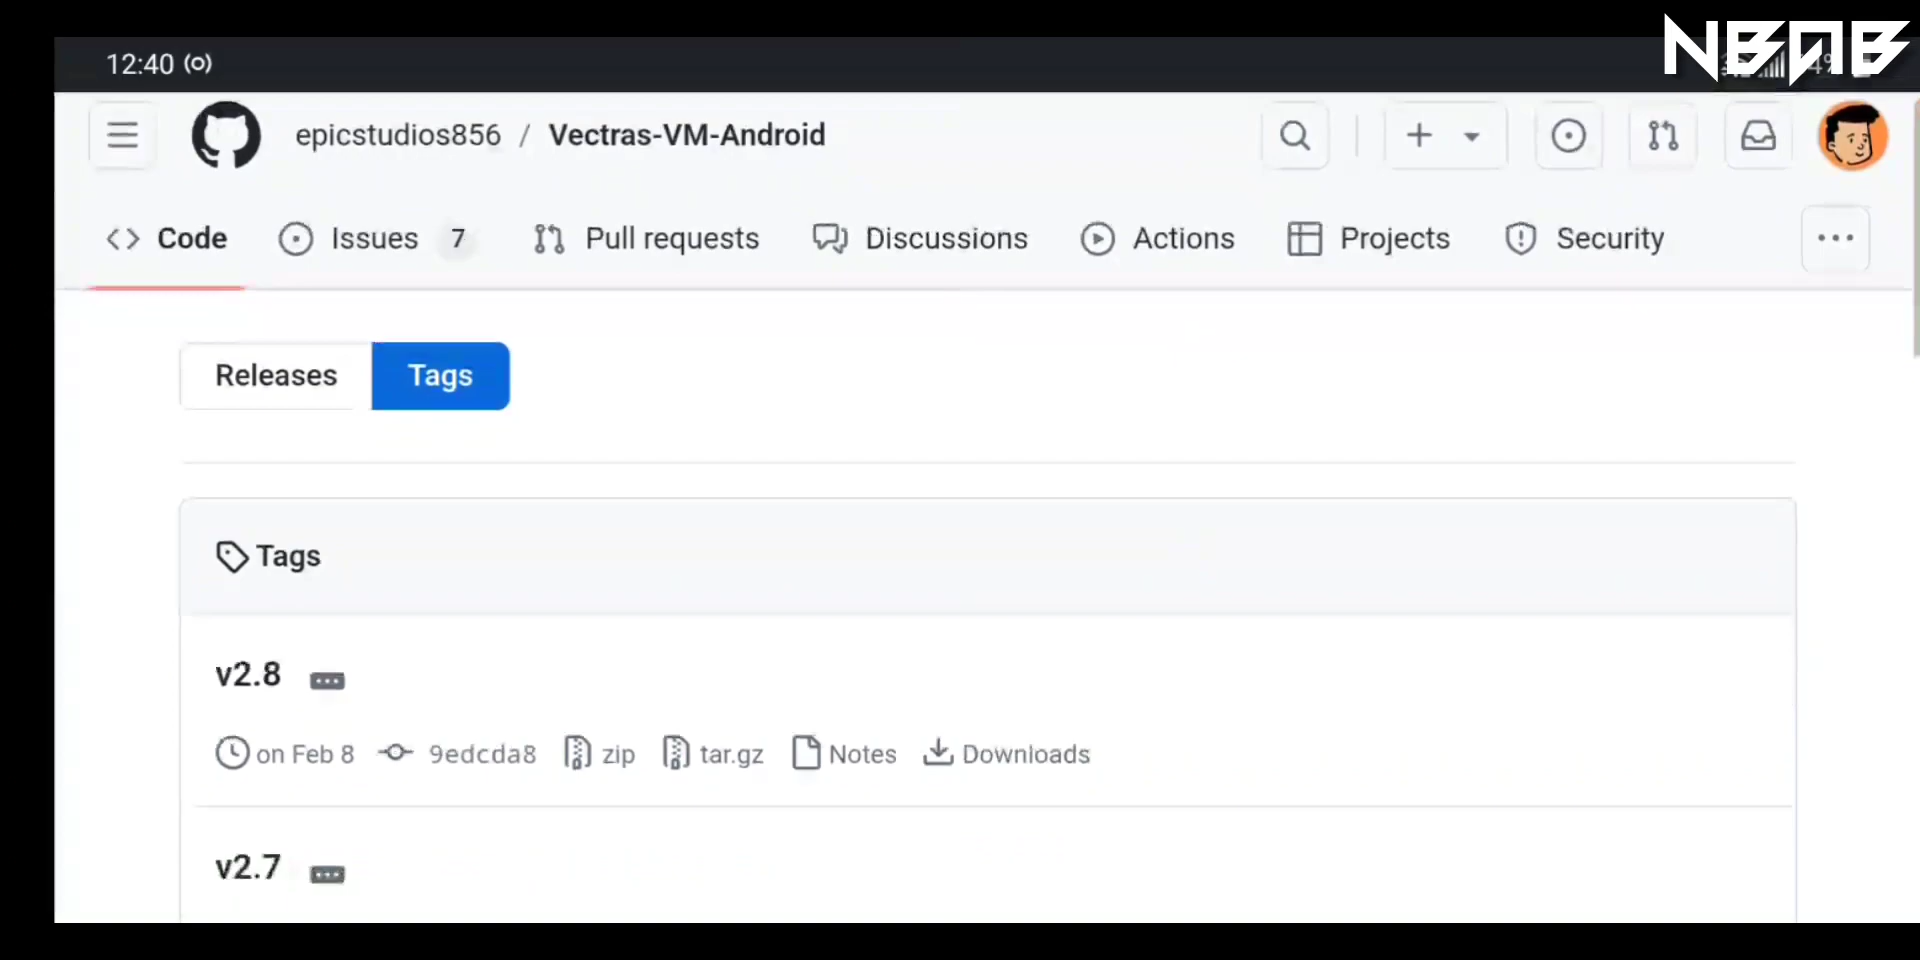 12:40
NBAB
epicstudios856 / Vectras-VM-Android
Code Issues 7 Pull requests Discussions Actions Projects Security
Releases Tags
Tags
v2.8
on Feb 8 9edcda8 zip tar.gz Notes Downloads
v2.7